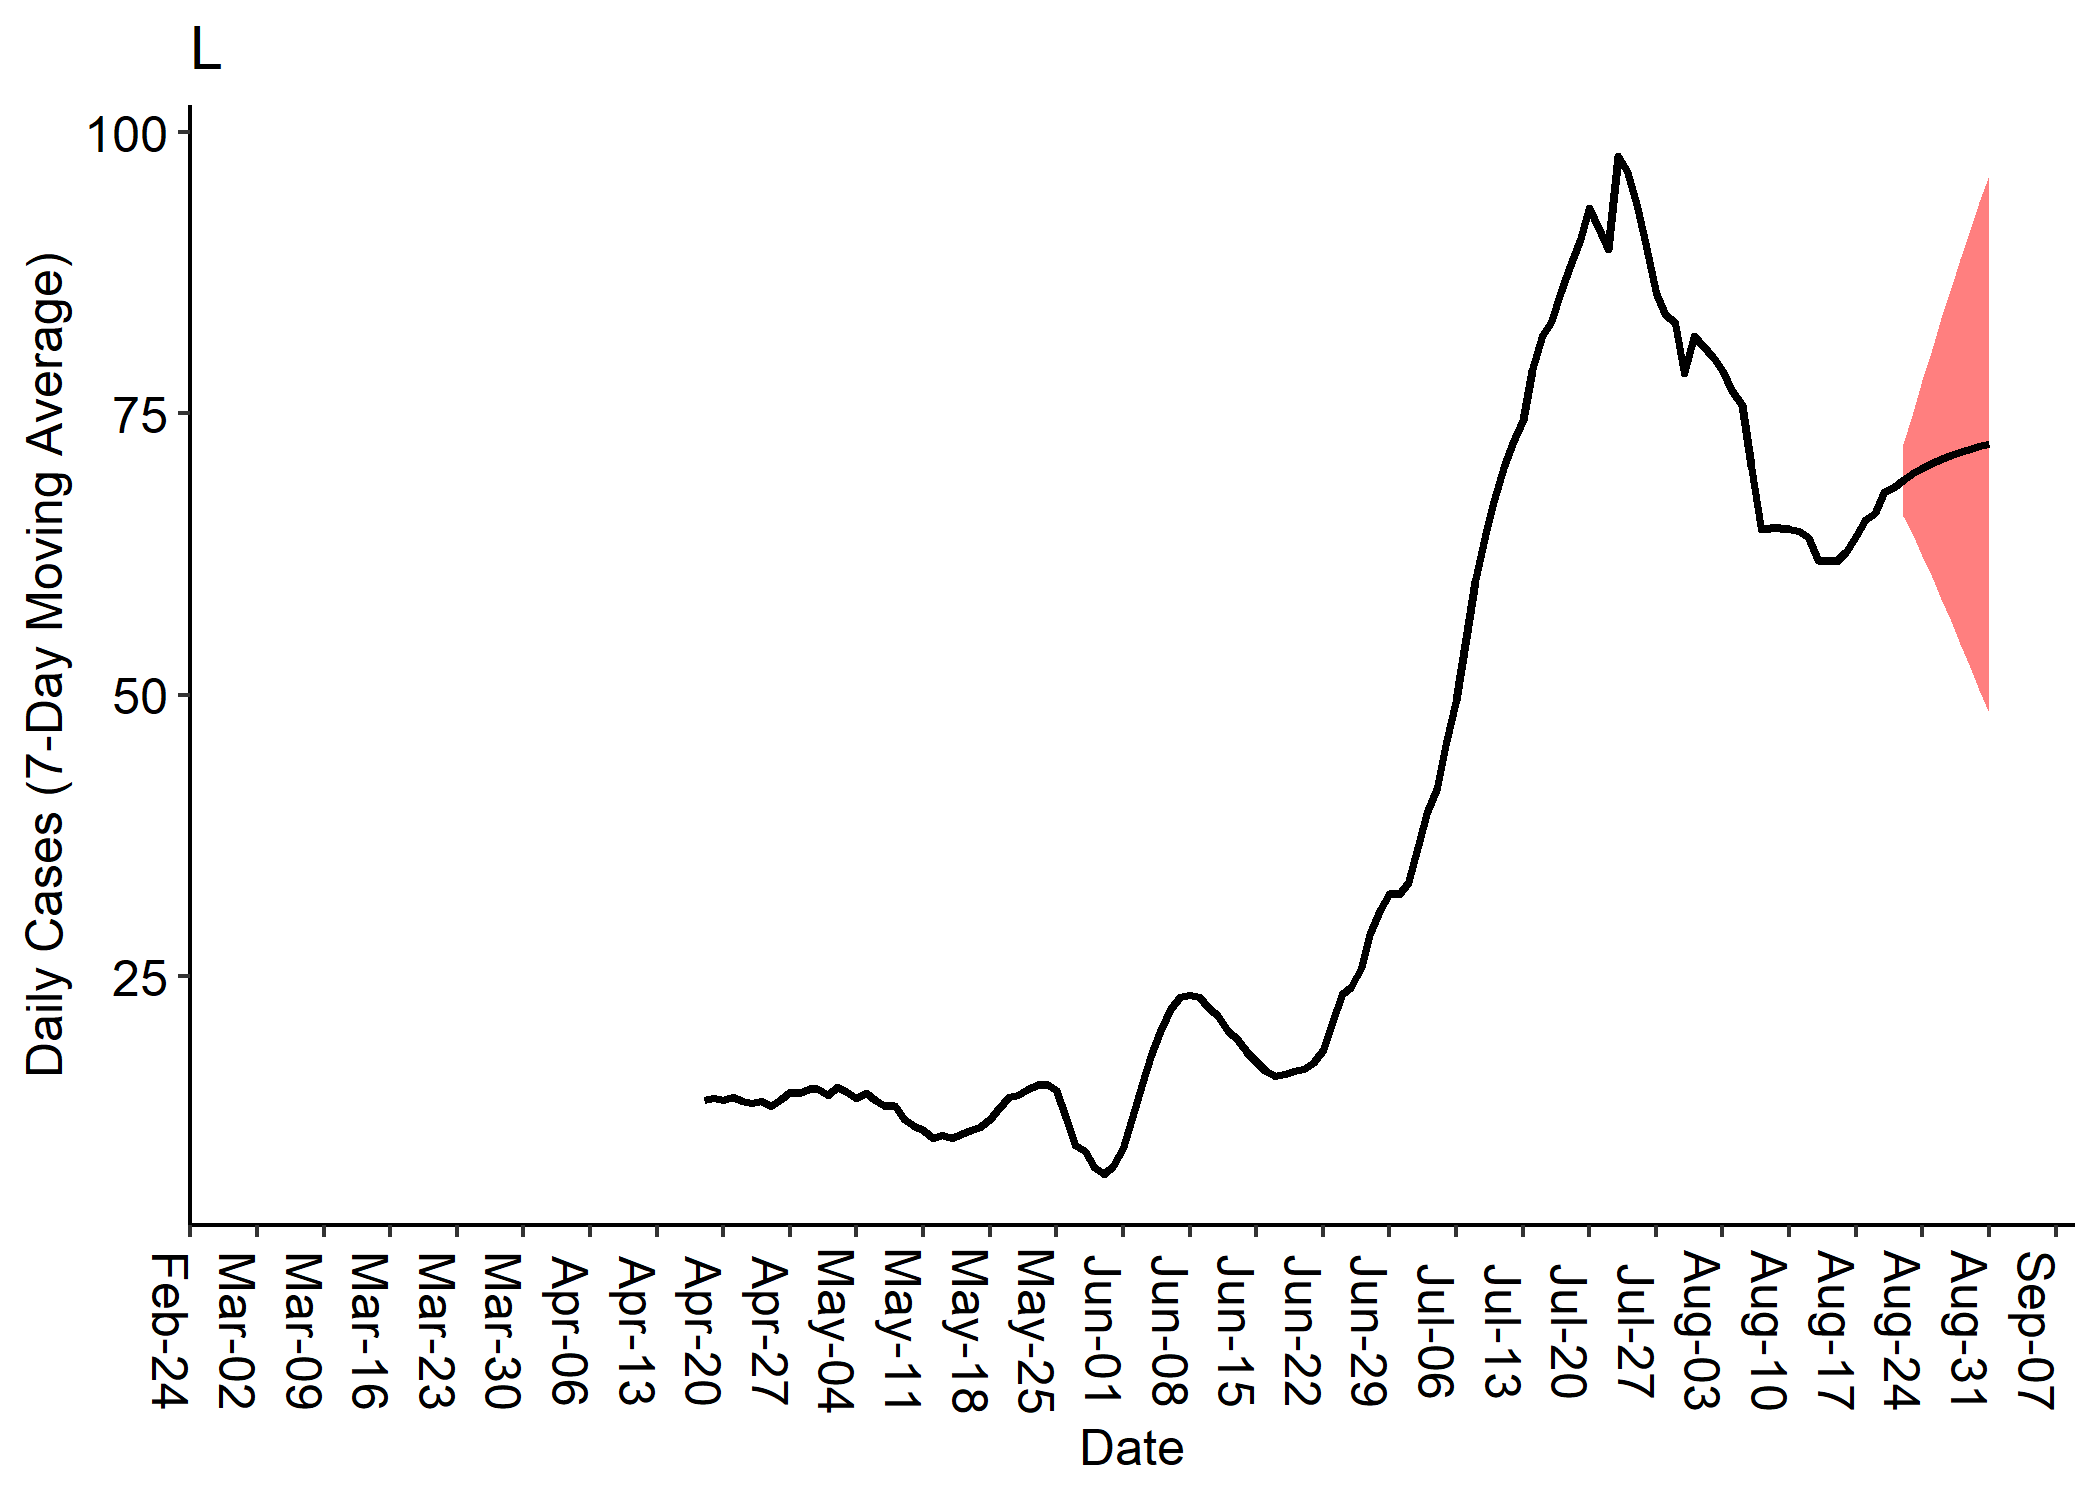 L
Daily Cases (7-Day Moving Average)
100
75
50
25
Feb-24
Mar-02
Mar-09
Mar-16
Mar-23
Mar-30
Apr-06
Apr-13
Apr-20
Apr-27
May-04
May-11
May-18
May-25
Jun-01
Jun-08
Jun-15
Jun-22
Jun-29
Jul-06
Jul-13
Jul-20
Jul-27
Aug-03
Aug-10
Aug-17
Aug-24
Aug-31
Sep-07
Date